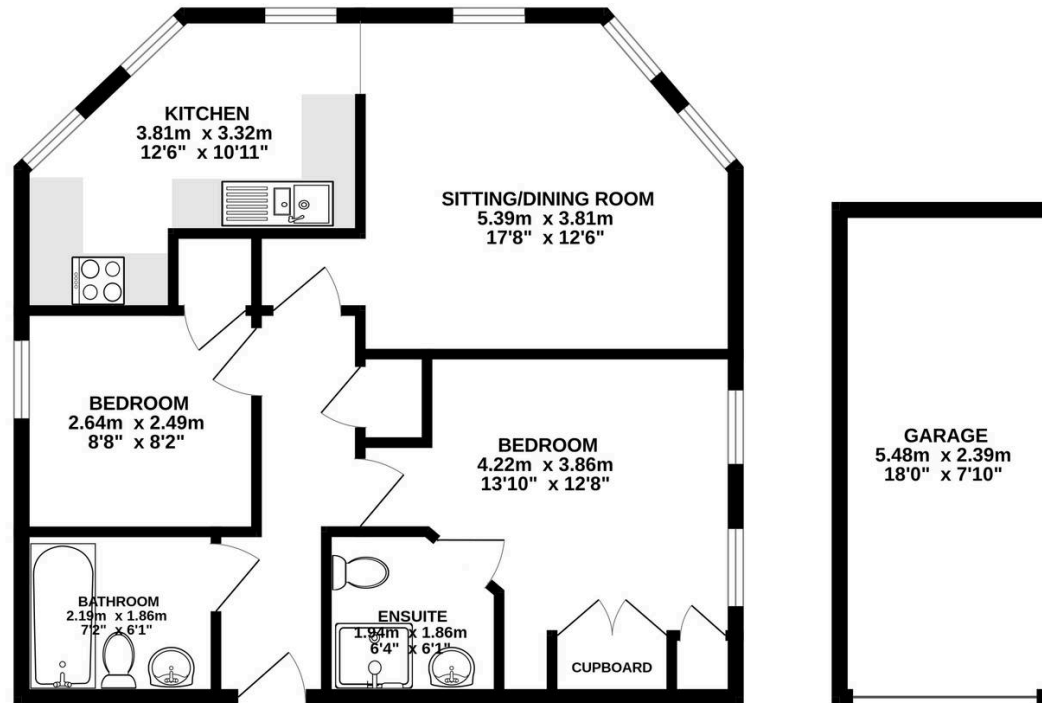 KITCHEN
3.81m x 3.32m
12'6" x 10'11"
SITTING/DINING ROOM
5.39m x 3.81m
17'8" x 12'6"
BEDROOM
2.64m x 2.49m
8'8" x 8'2"
BEDROOM
4.22m x 3.86m
13'10" x 12'8"
GARAGE
5.48m x 2.39m
18'0" x 7'10"
BATHROOM
2.19m x 1.86m
7'2" x 6'1"
ENSUITE
1.94m x 1.86m
6'4" x 6'1"
CUPBOARD